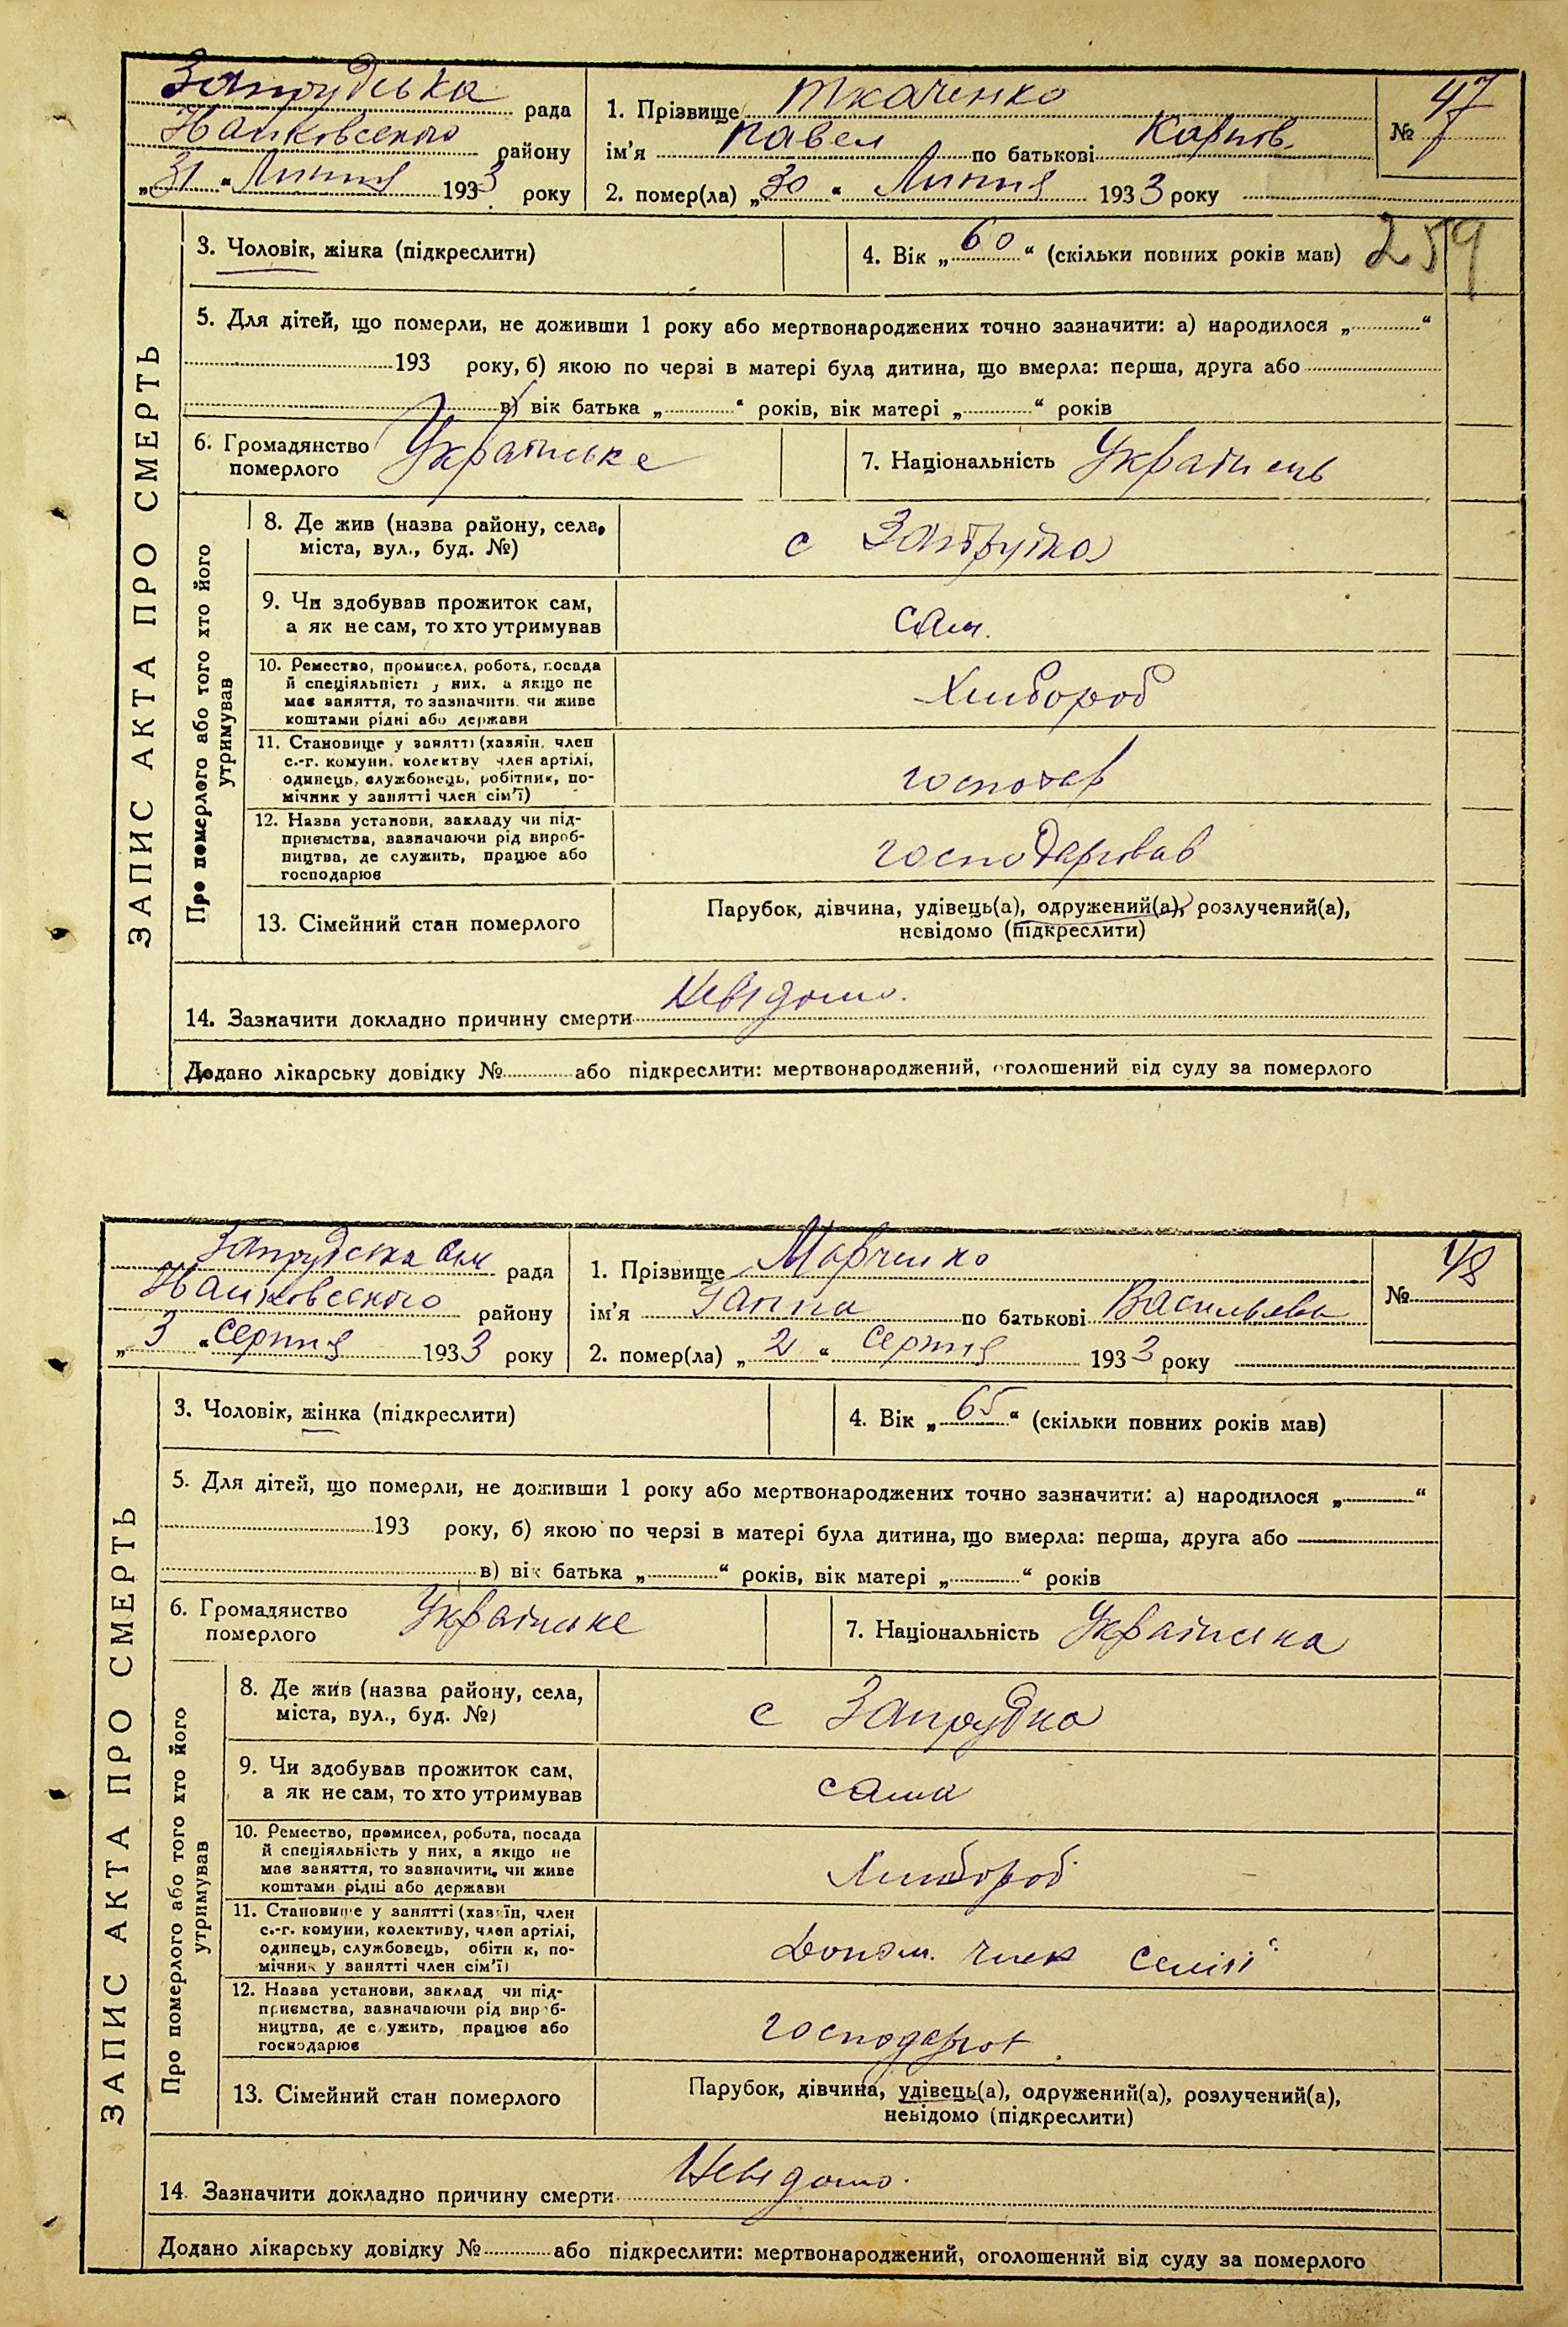 Запрудська рада
району
„31“ Липня 1933 року
1. Прізвище Ткаченко
ім'я Павел по батькові Карпов.
2. помер(ла) „30“ Липня 1933 року
№ 47
259
ЗАПИС АКТА ПРО СМЕРТЬ
3. Чоловік, жінка (підкреслити)
4. Вік „60“ (скільки повних років мав)
5. Для дітей, що померли, не доживши 1 року або мертвонароджених точно зазначити: а) народилося „ “
193 року, б) якою по черзі в матері була дитина, що вмерла: перша, друга або
в) вік батька „ “ років, вік матері „ “ років
6. Громадянство
померлого
Українське
7. Національність Українець
Про померлого або того хто його
утримував
8. Де жив (назва району, села,
міста, вул., буд. №)
с Запрудка
9. Чи здобував прожиток сам,
а як не сам, то хто утримував
сам.
10. Ремество, промисел, робота, посада
й спеціяльність у них, а якщо не
має заняття, то зазначити, чи живе
коштами рідні або держави
Хлибороб
11. Становище у занятті (хазяїн, член
с.-г. комуни, колективу член артілі,
одинець, службовець, робітник, по-
мічник у занятті член сім'ї)
господар
12. Назва установи, закладу чи під-
приємства, зазначаючи рід вироб-
ництва, де служить, працює або
господарює
господарював
13. Сімейний стан померлого
Парубок, дівчина, удівець(а), одружений(а), розлучений(а),
невідомо (підкреслити)
14. Зазначити докладно причину смерти Невідомо.
Додано лікарську довідку № або підкреслити: мертвонароджений, оголошений від суду за померлого
Запрудська сіл рада
району
„3“ серпня 1933 року
1. Прізвище Марченко
ім'я Ганна по батькові
2. помер(ла) „2“ серпня 1933 року
№ 48
ЗАПИС АКТА ПРО СМЕРТЬ
3. Чоловік, жінка (підкреслити)
4. Вік „65“ (скільки повних років мав)
5. Для дітей, що померли, не доживши 1 року або мертвонароджених точно зазначити: а) народилося „ “
193 року, б) якою по черзі в матері була дитина, що вмерла: перша, друга або
в) вік батька „ “ років, вік матері „ “ років
6. Громадянство
померлого
Українське
7. Національність Українка
Про померлого або того хто його
утримував
8. Де жив (назва району, села,
міста, вул., буд. №)
с Запрудка
9. Чи здобував прожиток сам,
а як не сам, то хто утримував
сама
10. Ремество, промисел, робота, посада
й спеціяльність у них, а якщо не
має заняття, то зазначити, чи живе
коштами рідні або держави
Хлибороб
11. Становище у занятті (хазяїн, член
с.-г. комуни, колективу, член артілі,
одинець, службовець, робітник, по-
мічник у занятті член сім'ї)
Допом. член семїї
12. Назва установи, заклад чи під-
приємства, зазначаючи рід вироб-
ництва, де служить, працює або
господарює
13. Сімейний стан померлого
Парубок, дівчина, удівець(а), одружений(а), розлучений(а),
невідомо (підкреслити)
14. Зазначити докладно причину смерти Невідомо.
Додано лікарську довідку № або підкреслити: мертвонароджений, оголошений від суду за померлого